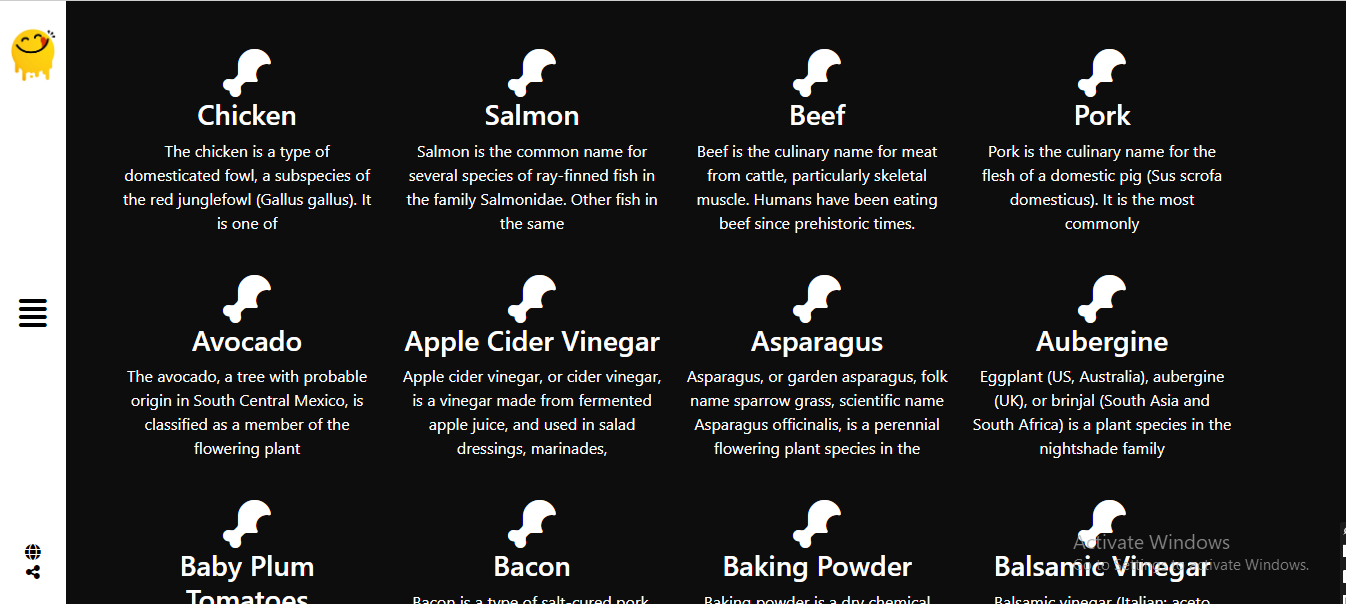 Chicken
The chicken is a type of
domesticated fowl, a subspecies of
the red junglefowl (Gallus gallus). It
is one of
Salmon
Salmon is the common name for
several species of ray-finned fish in
the family Salmonidae. Other fish in
the same
Beef
Beef is the culinary name for meat
from cattle, particularly skeletal
muscle. Humans have been eating
beef since prehistoric times.
Pork
Pork is the culinary name for the
flesh of a domestic pig (Sus scrofa
domesticus). It is the most
commonly
Avocado
The avocado, a tree with probable
origin in South Central Mexico, is
classified as a member of the
flowering plant
Apple Cider Vinegar
Apple cider vinegar, or cider vinegar,
is a vinegar made from fermented
apple juice, and used in salad
dressings, marinades,
Asparagus
Asparagus, or garden asparagus, folk
name sparrow grass, scientific name
Asparagus officinalis, is a perennial
flowering plant species in the
Aubergine
Eggplant (US, Australia), aubergine
(UK), or brinjal (South Asia and
South Africa) is a plant species in the
nightshade family
Baby Plum
Tomatoes
Bacon
Bacon is a type of salt-cured pork
Baking Powder
Baking powder is a dry chemical
Balsamic Vinegar
Balsamic vinegar (Italian: aceto
Activate Windows
Go to Settings to activate Windows.